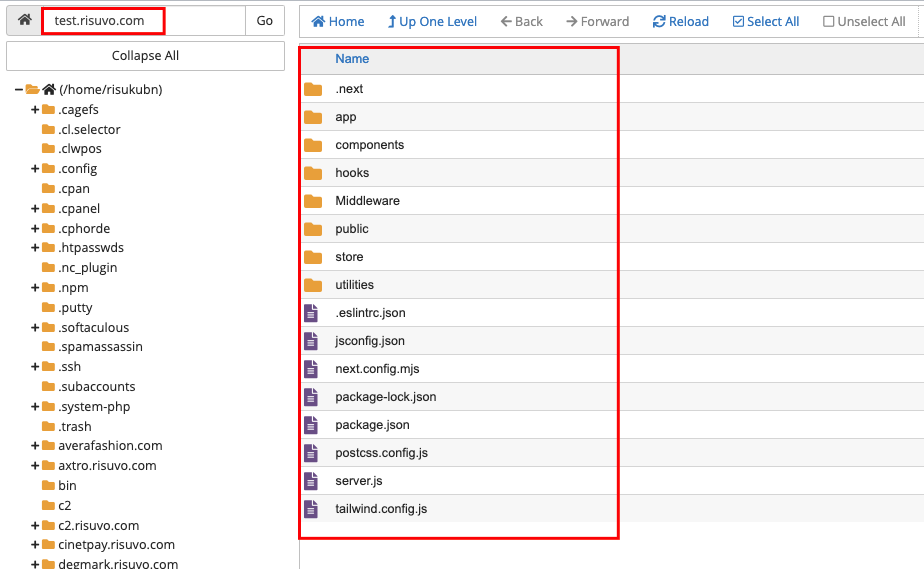 test.risuvo.com
Go
Home
Up One Level
Back
Forward
Reload
Select All
Unselect All
Collapse All
(/home/risukubn)
.cagefs
.cl.selector
.clwpos
.config
.cpan
.cpanel
.cphorde
.htpasswds
.nc_plugin
.npm
.putty
.softaculous
.spamassassin
.ssh
.subaccounts
.system-php
.trash
averafashion.com
axtro.risuvo.com
bin
c2
c2.risuvo.com
cinetpay.risuvo.com
degmark.risuvo.com
Name
.next
app
components
hooks
Middleware
public
store
utilities
.eslintrc.json
jsconfig.json
next.config.mjs
package-lock.json
package.json
postcss.config.js
server.js
tailwind.config.js